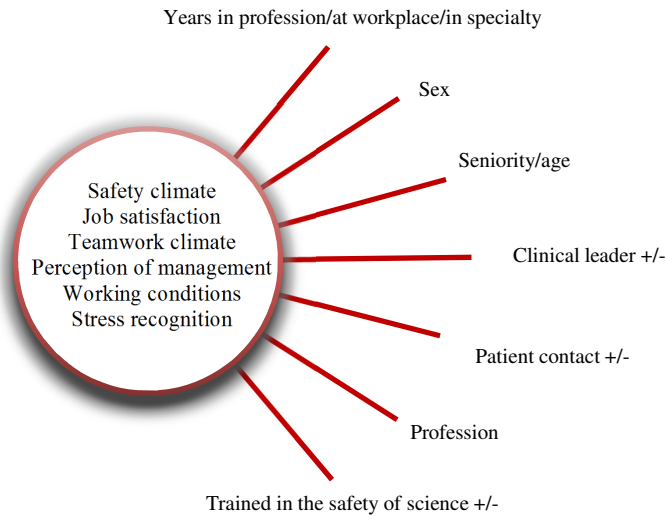 Years in profession/at workplace/in specialty
Sex
Seniority/age
Clinical leader +/-
Patient contact +/-
Profession
Trained in the safety of science +/-
Safety climate
Job satisfaction
Teamwork climate
Perception of management
Working conditions
Stress recognition